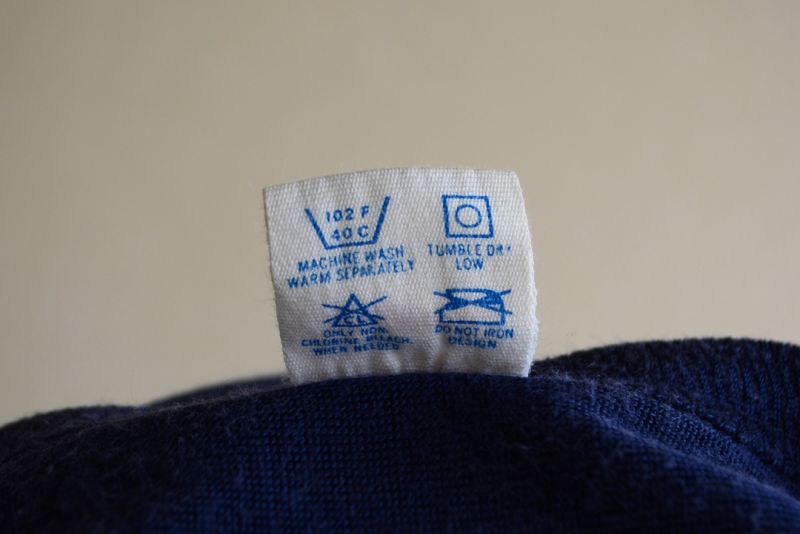 102 F
40 C
MACHINE WASH
WARM SEPARATELY
TUMBLE DRY
LOW
CL
ONLY NON.
CHLORINE BLEACH.
WHEN NEEDED
DO NOT IRON
DESIGN